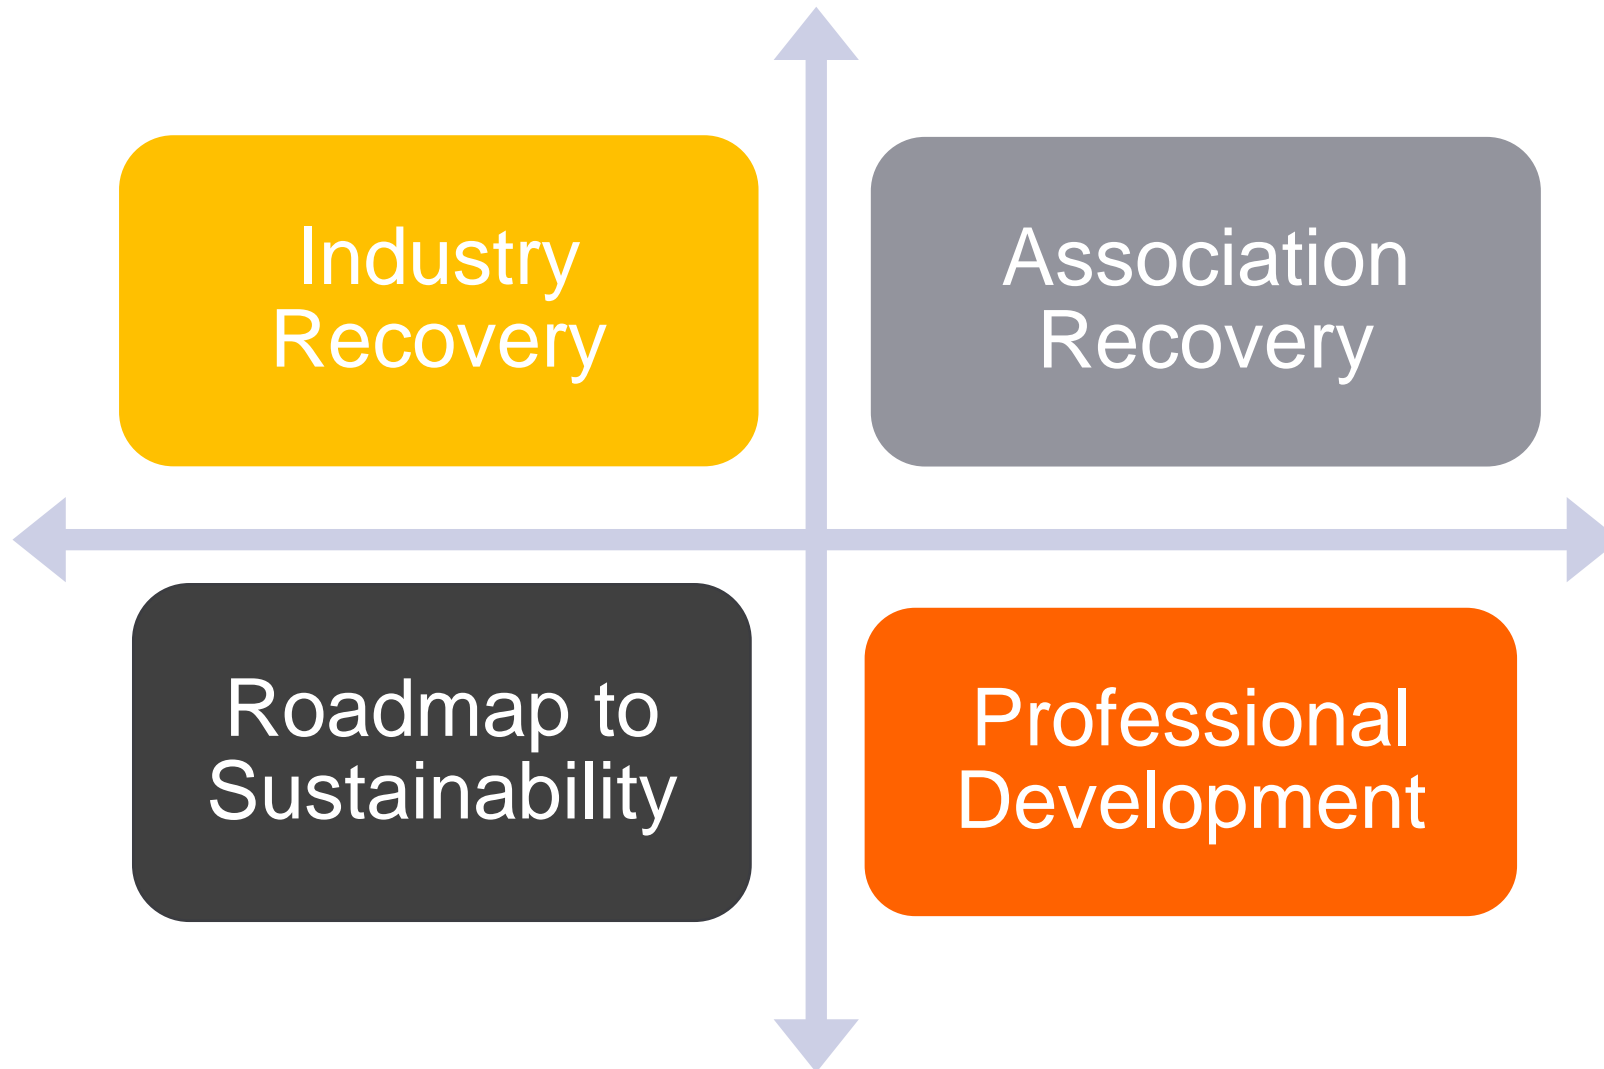 Industry
Recovery
Association
Recovery
Roadmap to
Sustainability
Professional
Development